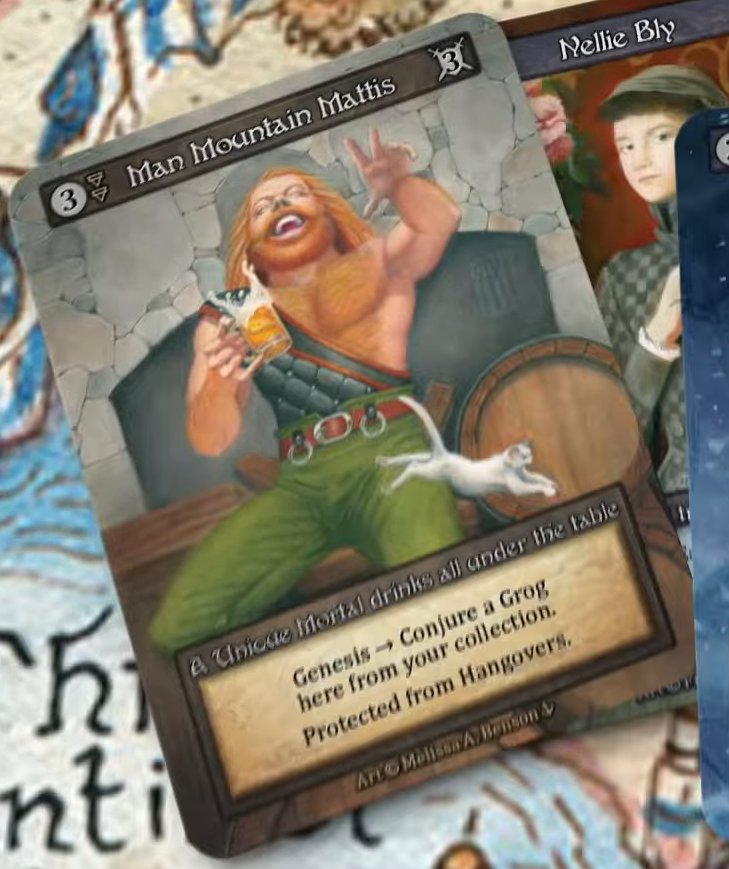 Man Mountain Mattis
3
3
A Unique Mortal drinks all under the table
Genesis → Conjure a Grog
here from your collection.
Protected from Hangovers.
Art © Melissa A. Benson
Nellie Bly